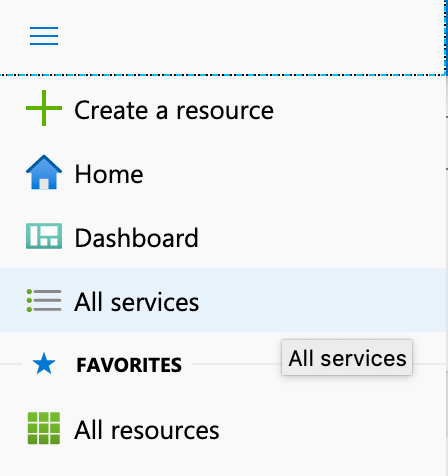 Create a resource
Home
Dashboard
All services
FAVORITES
All services
All resources